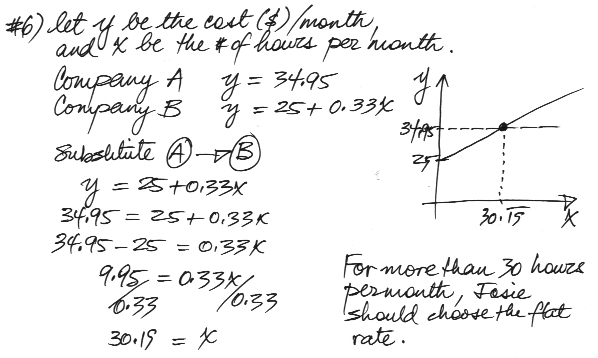 #6) let y be the cost ($)/month,
and x be the # of hours per month.
Company A y = 34.95
Company B y = 25 + 0.33x
Substitute Ⓐ → Ⓑ
y = 25 + 0.33x
34.95 = 25 + 0.33x
34.95 - 25 = 0.33x
9.95 = 0.33x
/0.33 /0.33
30.15 = x
y
34.95
25
30.15 x
For more than 30 hours
per month, Josie
should choose the flat
rate.